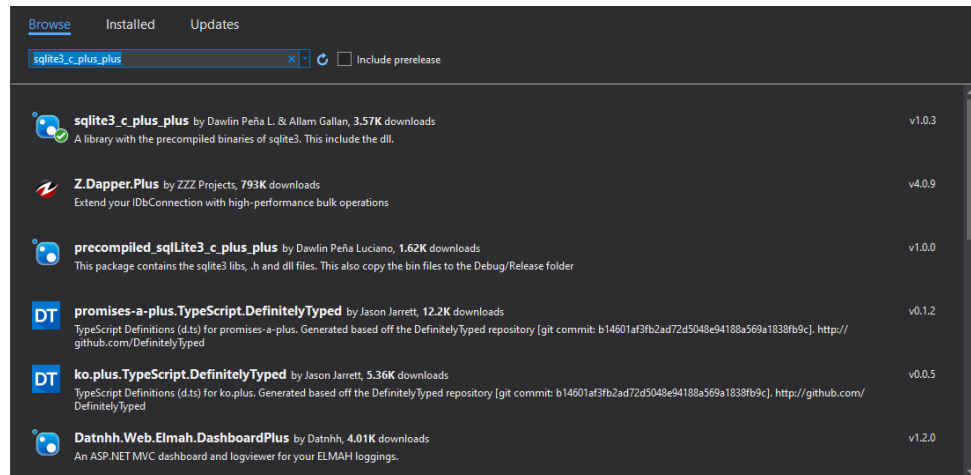 Browse Installed Updates
sqlite3_c_plus_plus Include prerelease
sqlite3_c_plus_plus by Dawlin Peña L. & Allam Gallan, 3.57K downloads v1.0.3
A library with the precompiled binaries of sqlite3. This include the dll.
Z.Dapper.Plus by ZZZ Projects, 793K downloads v4.0.9
Extend your IDbConnection with high-performance bulk operations
precompiled_sqlLite3_c_plus_plus by Dawlin Peña Luciano, 1.62K downloads v1.0.0
This package contains the sqlite3 libs, .h and dll files. This also copy the bin files to the Debug/Release folder
DT promises-a-plus.TypeScript.DefinitelyTyped by Jason Jarrett, 12.2K downloads v0.1.2
TypeScript Definitions (d.ts) for promises-a-plus. Generated based off the DefinitelyTyped repository [git commit: b14601af3fb2ad72d5048e94188a569a1838fb9c]. http://
github.com/DefinitelyTyped
DT ko.plus.TypeScript.DefinitelyTyped by Jason Jarrett, 5.36K downloads v0.0.5
TypeScript Definitions (d.ts) for ko.plus. Generated based off the DefinitelyTyped repository [git commit: b14601af3fb2ad72d5048e94188a569a1838fb9c]. http://github.com/
DefinitelyTyped
Datnhh.Web.Elmah.DashboardPlus by Datnhh, 4.01K downloads v1.2.0
An ASP.NET MVC dashboard and logviewer for your ELMAH loggings.